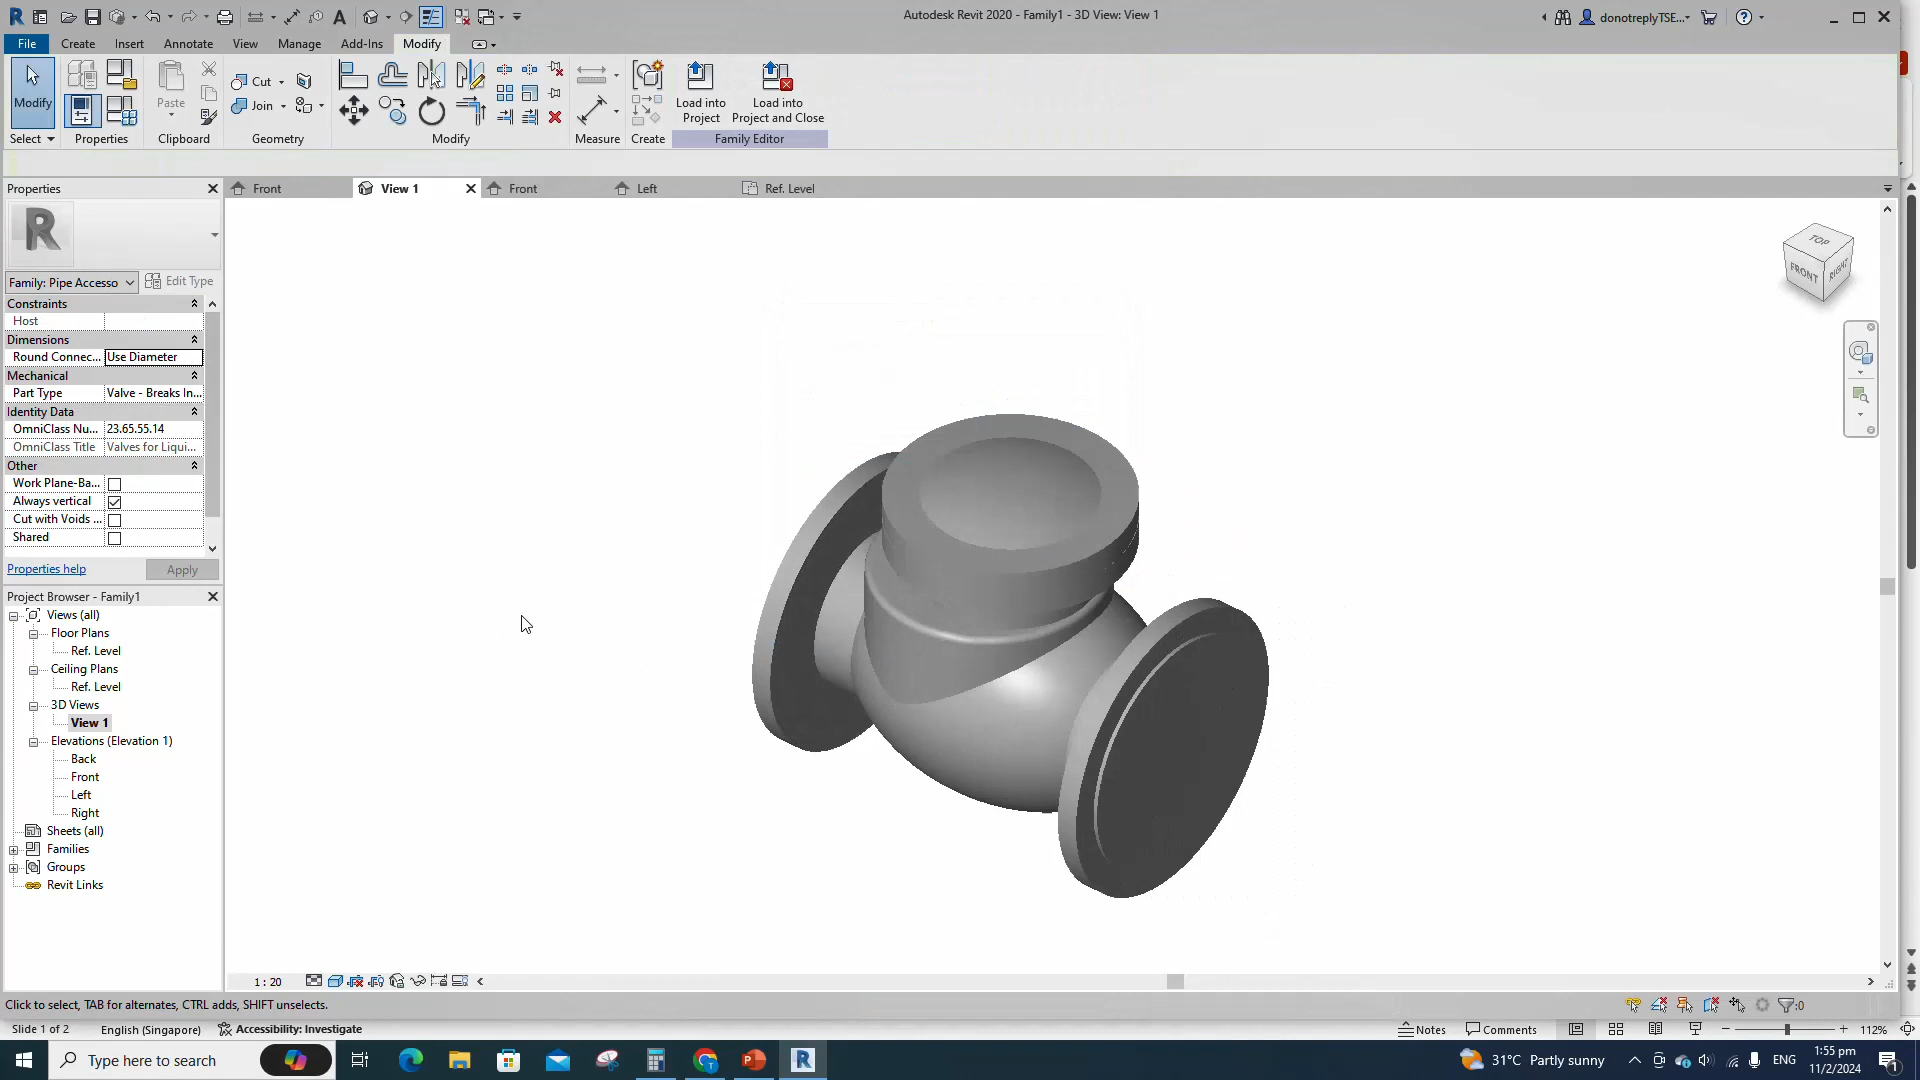 Autodesk Revit 2020 - Family1 - 3D View: View 1
donotreplyTSE...
File
Create
Insert
Annotate
View
Manage
Add-Ins
Modify
Modify
Paste
Cut
Join
Load into
Project
Load into
Project and Close
Select
Properties
Clipboard
Geometry
Modify
Measure
Create
Family Editor
Properties
Front
View 1
Front
Left
Ref. Level
R
Family: Pipe Accesso
Edit Type
Constraints
Host
Dimensions
Round Connec...
Use Diameter
Mechanical
Part Type
Valve - Breaks In...
Identity Data
OmniClass Nu...
23.65.55.14
OmniClass Title
Valves for Liqui...
Other
Work Plane-Ba...
Always vertical
Cut with Voids ...
Shared
Properties help
Apply
Project Browser - Family1
Views (all)
Floor Plans
Ref. Level
Ceiling Plans
Ref. Level
3D Views
View 1
Elevations (Elevation 1)
Back
Front
Left
Right
Sheets (all)
Families
Groups
Revit Links
TOP
FRONT
RIGHT
1 : 20
Click to select, TAB for alternates, CTRL adds, SHIFT unselects.
:0
Slide 1 of 2
English (Singapore)
Accessibility: Investigate
Notes
Comments
112%
Type here to search
31°C Partly sunny
ENG
1:55 pm
11/2/2024
1